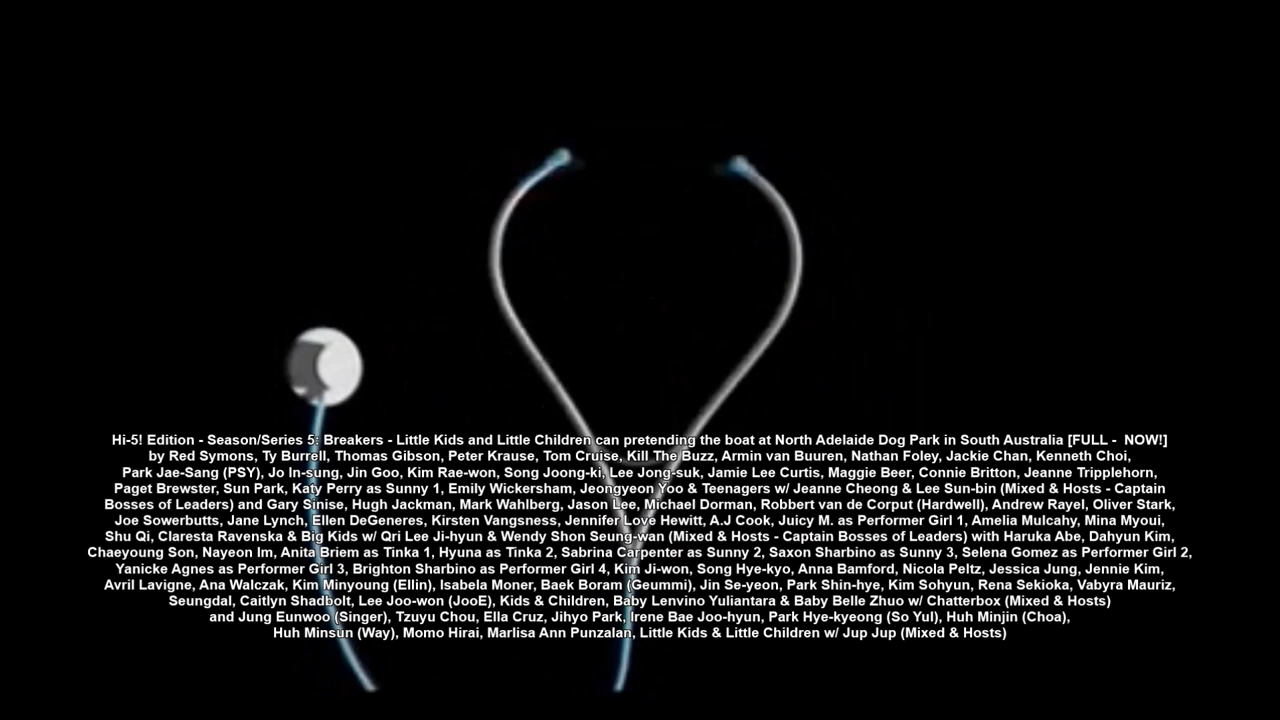 Hi-5! Edition - Season/Series 5: Breakers - Little Kids and Little Children can pretending the boat at North Adelaide Dog Park in South Australia [FULL - NOW!]
by Red Symons, Ty Burrell, Thomas Gibson, Peter Krause, Tom Cruise, Kill The Buzz, Armin van Buuren, Nathan Foley, Jackie Chan, Kenneth Choi,
Park Jae-Sang (PSY), Jo In-sung, Jin Goo, Kim Rae-won, Song Joong-ki, Lee Jong-suk, Jamie Lee Curtis, Maggie Beer, Connie Britton, Jeanne Tripplehorn,
Paget Brewster, Sun Park, Katy Perry as Sunny 1, Emily Wickersham, Jeongyeon Yoo & Teenagers w/ Jeanne Cheong & Lee Sun-bin (Mixed & Hosts - Captain
Bosses of Leaders) and Gary Sinise, Hugh Jackman, Mark Wahlberg, Jason Lee, Michael Dorman, Robbert van de Corput (Hardwell), Andrew Rayel, Oliver Stark,
Joe Sowerbutts, Jane Lynch, Ellen DeGeneres, Kirsten Vangsness, Jennifer Love Hewitt, A.J Cook, Juicy M. as Performer Girl 1, Amelia Mulcahy, Mina Myoui,
Shu Qi, Claresta Ravenska & Big Kids w/ Qri Lee Ji-hyun & Wendy Shon Seung-wan (Mixed & Hosts - Captain Bosses of Leaders) with Haruka Abe, Dahyun Kim,
Chaeyoung Son, Nayeon Im, Anita Briem as Tinka 1, Hyuna as Tinka 2, Sabrina Carpenter as Sunny 2, Saxon Sharbino as Sunny 3, Selena Gomez as Performer Girl 2,
Yanicke Agnes as Performer Girl 3, Brighton Sharbino as Performer Girl 4, Kim Ji-won, Song Hye-kyo, Anna Bamford, Nicola Peltz, Jessica Jung, Jennie Kim,
Avril Lavigne, Ana Walczak, Kim Minyoung (Ellin), Isabela Moner, Baek Boram (Geummi), Jin Se-yeon, Park Shin-hye, Kim Sohyun, Rena Sekioka, Vabyra Mauriz,
Seungdal, Caitlyn Shadbolt, Lee Joo-won (JooE), Kids & Children, Baby Lenvino Yuliantara & Baby Belle Zhuo w/ Chatterbox (Mixed & Hosts)
and Jung Eunwoo (Singer), Tzuyu Chou, Ella Cruz, Jihyo Park, Irene Bae Joo-hyun, Park Hye-kyeong (So Yul), Huh Minjin (Choa),
Huh Minsun (Way), Momo Hirai, Marlisa Ann Punzalan, Little Kids & Little Children w/ Jup Jup (Mixed & Hosts)